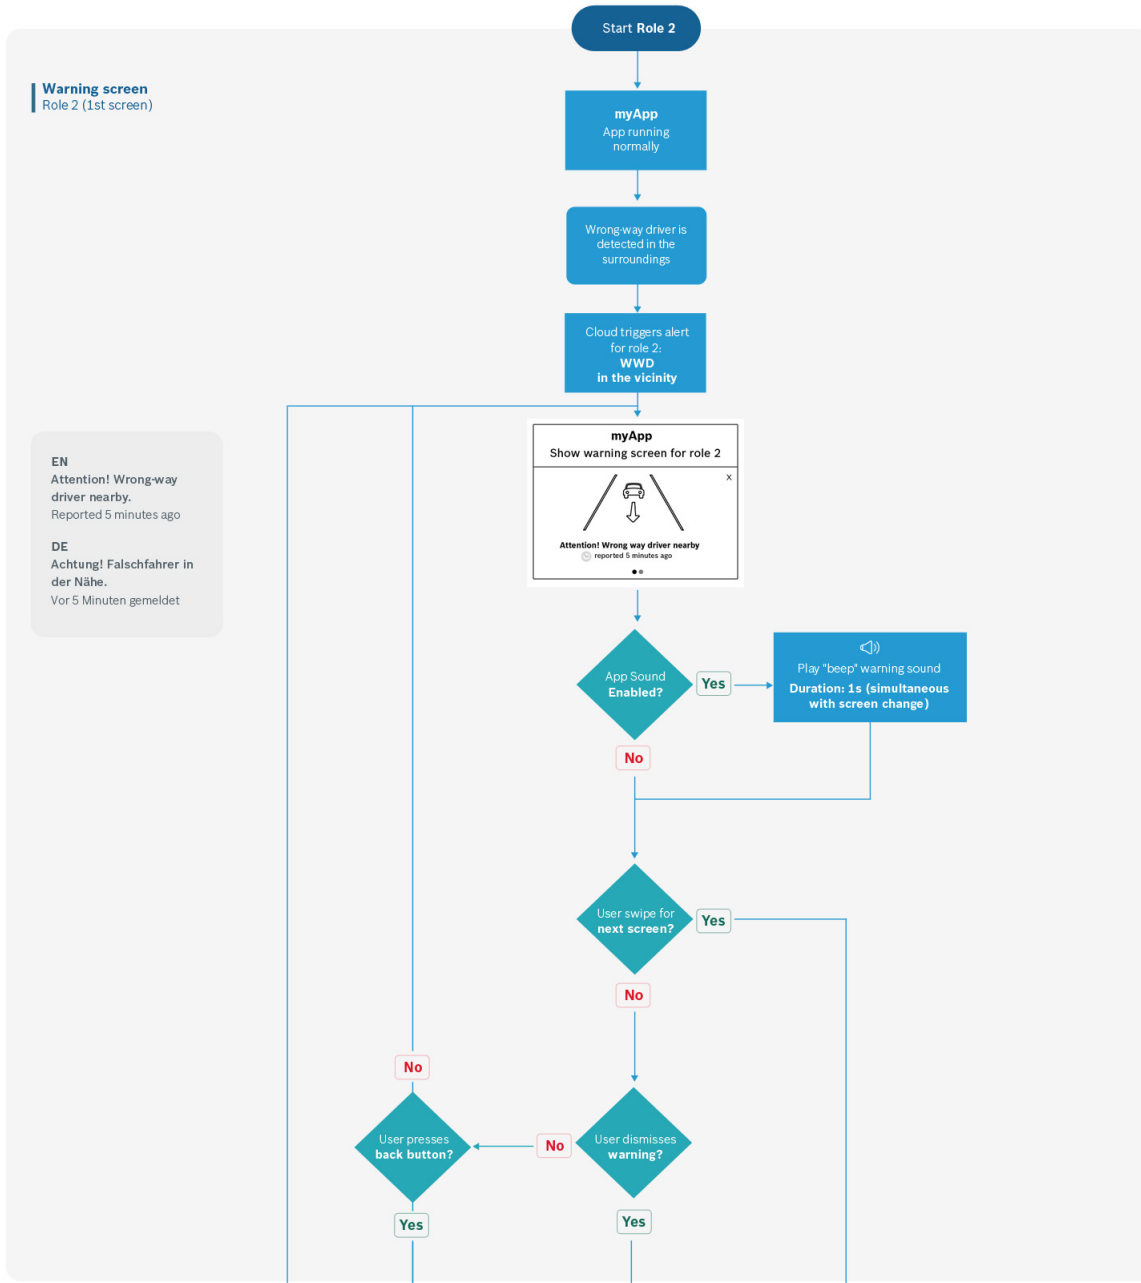 Start Role 2
Warning screen
Role 2 (1st screen)
myApp
App running
normally
Wrong-way driver is
detected in the
surroundings
Cloud triggers alert
for role 2:
WWD
in the vicinity
EN
Attention! Wrong-way
driver nearby.
Reported 5 minutes ago
DE
Achtung! Falschfahrer in
der Nähe.
Vor 5 Minuten gemeldet
myApp
Show warning screen for role 2
x
Attention! Wrong way driver nearby
reported 5 minutes ago
App Sound
Enabled?
Yes
Play "beep" warning sound
Duration: 1s (simultaneous
with screen change)
No
User swipe for
next screen?
Yes
No
No
User presses
back button?
No
User dismisses
warning?
Yes
Yes